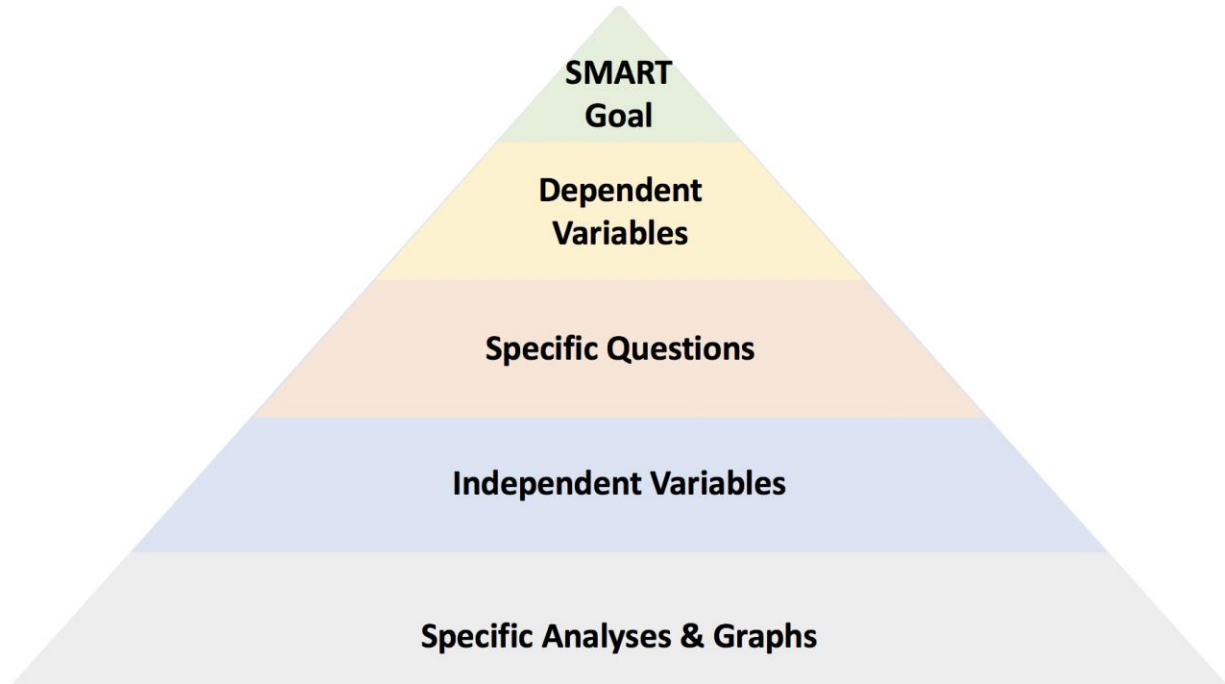 SMART
Goal
Dependent
Variables
Specific Questions
Independent Variables
Specific Analyses & Graphs